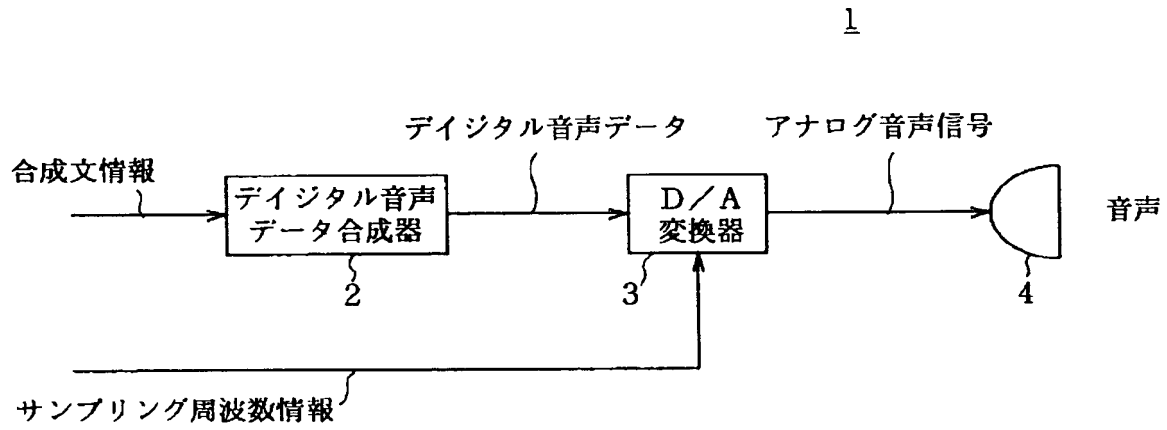 1
デイジタル音声データ
アナログ音声信号
合成文情報
デイジタル音声
データ合成器
D/A
変換器
音声
2
3
4
サンプリング周波数情報